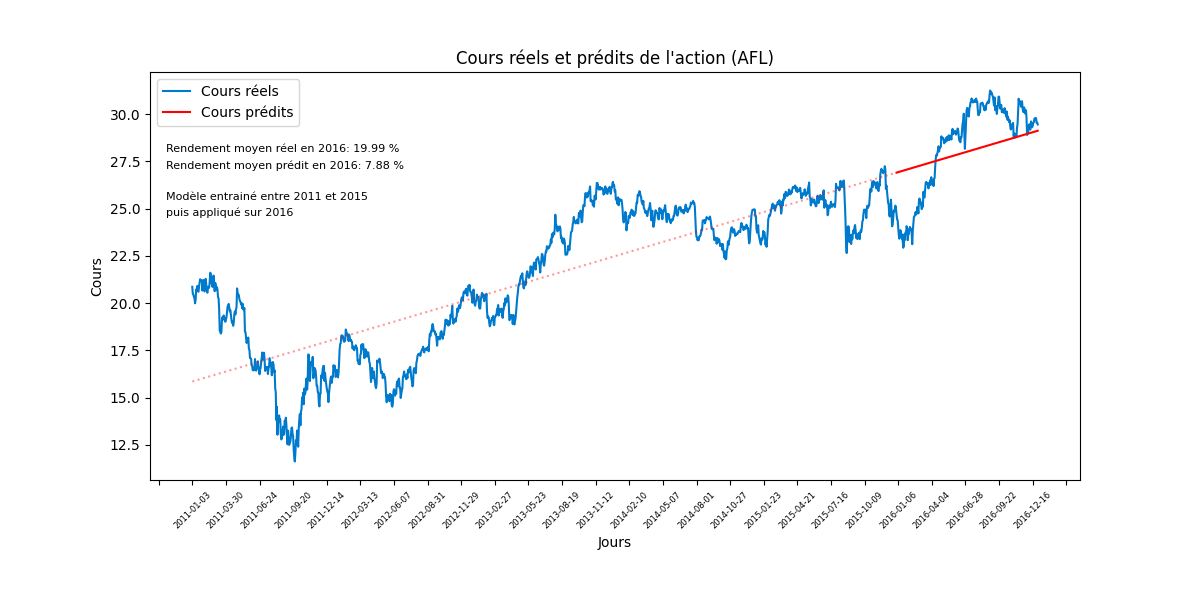 Cours réels et prédits de l'action (AFL)
Cours réels
Cours prédits
Rendement moyen réel en 2016: 19.99 %
Rendement moyen prédit en 2016: 7.88 %
Modèle entrainé entre 2011 et 2015
puis appliqué sur 2016
Cours
30.0
27.5
25.0
22.5
20.0
17.5
15.0
12.5
2011-01-03 2011-03-30 2011-06-24 2011-09-20 2011-12-14 2012-03-13 2012-06-07 2012-08-31 2012-11-29 2013-02-27 2013-05-23 2013-08-19 2013-11-12 2014-02-10 2014-05-07 2014-08-01 2014-10-27 2015-01-23 2015-04-21 2015-07-16 2015-10-09 2016-01-06 2016-04-04 2016-06-28 2016-09-22 2016-12-16
Jours